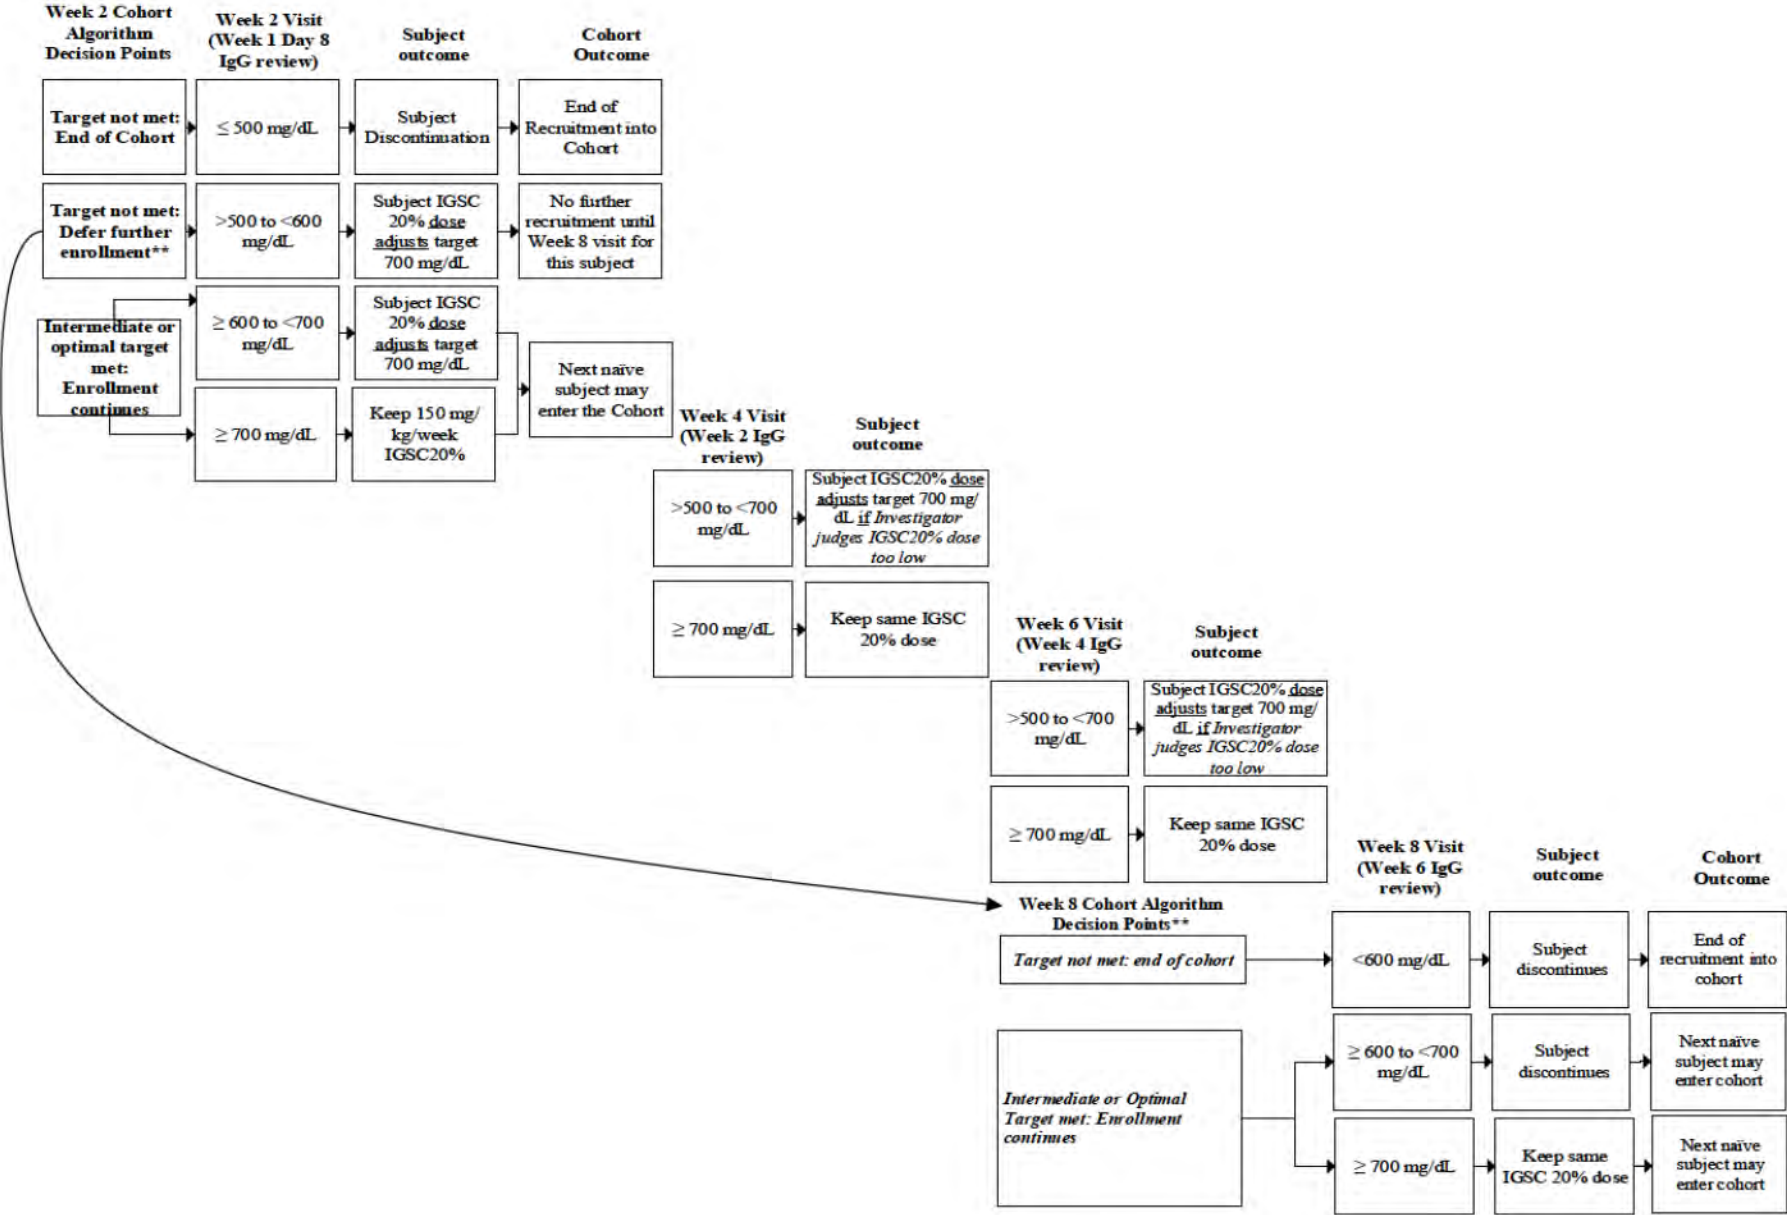 Week 2 Cohort
Algorithm
Decision Points
Week 2 Visit
(Week 1 Day 8
IgG review)
Subject
outcome
Cohort
Outcome
Target not met:
End of Cohort
≤ 500 mg/dL
Subject
Discontinuation
End of
Recruitment into
Cohort
Target not met:
Defer further
enrollment**
>500 to <600
mg/dL
Subject IGSC
20% dose
adjusts target
700 mg/dL
No further
recruitment until
Week 8 visit for
this subject
Intermediate or
optimal target
met:
Enrollment
continues
≥ 600 to <700
mg/dL
Subject IGSC
20% dose
adjusts target
700 mg/dL
≥ 700 mg/dL
Keep 150 mg/
kg/week
IGSC20%
Next naïve
subject may
enter the Cohort
Week 4 Visit
(Week 2 IgG
review)
Subject
outcome
>500 to <700
mg/dL
Subject IGSC20% dose
adjusts target 700 mg/
dL if Investigator
judges IGSC20% dose
too low
≥ 700 mg/dL
Keep same IGSC
20% dose
Week 6 Visit
(Week 4 IgG
review)
Subject
outcome
>500 to <700
mg/dL
Subject IGSC20% dose
adjusts target 700 mg/
dL if Investigator
judges IGSC20% dose
too low
≥ 700 mg/dL
Keep same IGSC
20% dose
Week 8 Cohort Algorithm
Decision Points**
Week 8 Visit
(Week 6 IgG
review)
Subject
outcome
Cohort
Outcome
Target not met: end of cohort
<600 mg/dL
Subject
discontinues
End of
recruitment into
cohort
Intermediate or Optimal
Target met: Enrollment
continues
≥ 600 to <700
mg/dL
Subject
discontinues
Next naïve
subject may
enter cohort
≥ 700 mg/dL
Keep same
IGSC 20% dose
Next naïve
subject may
enter cohort